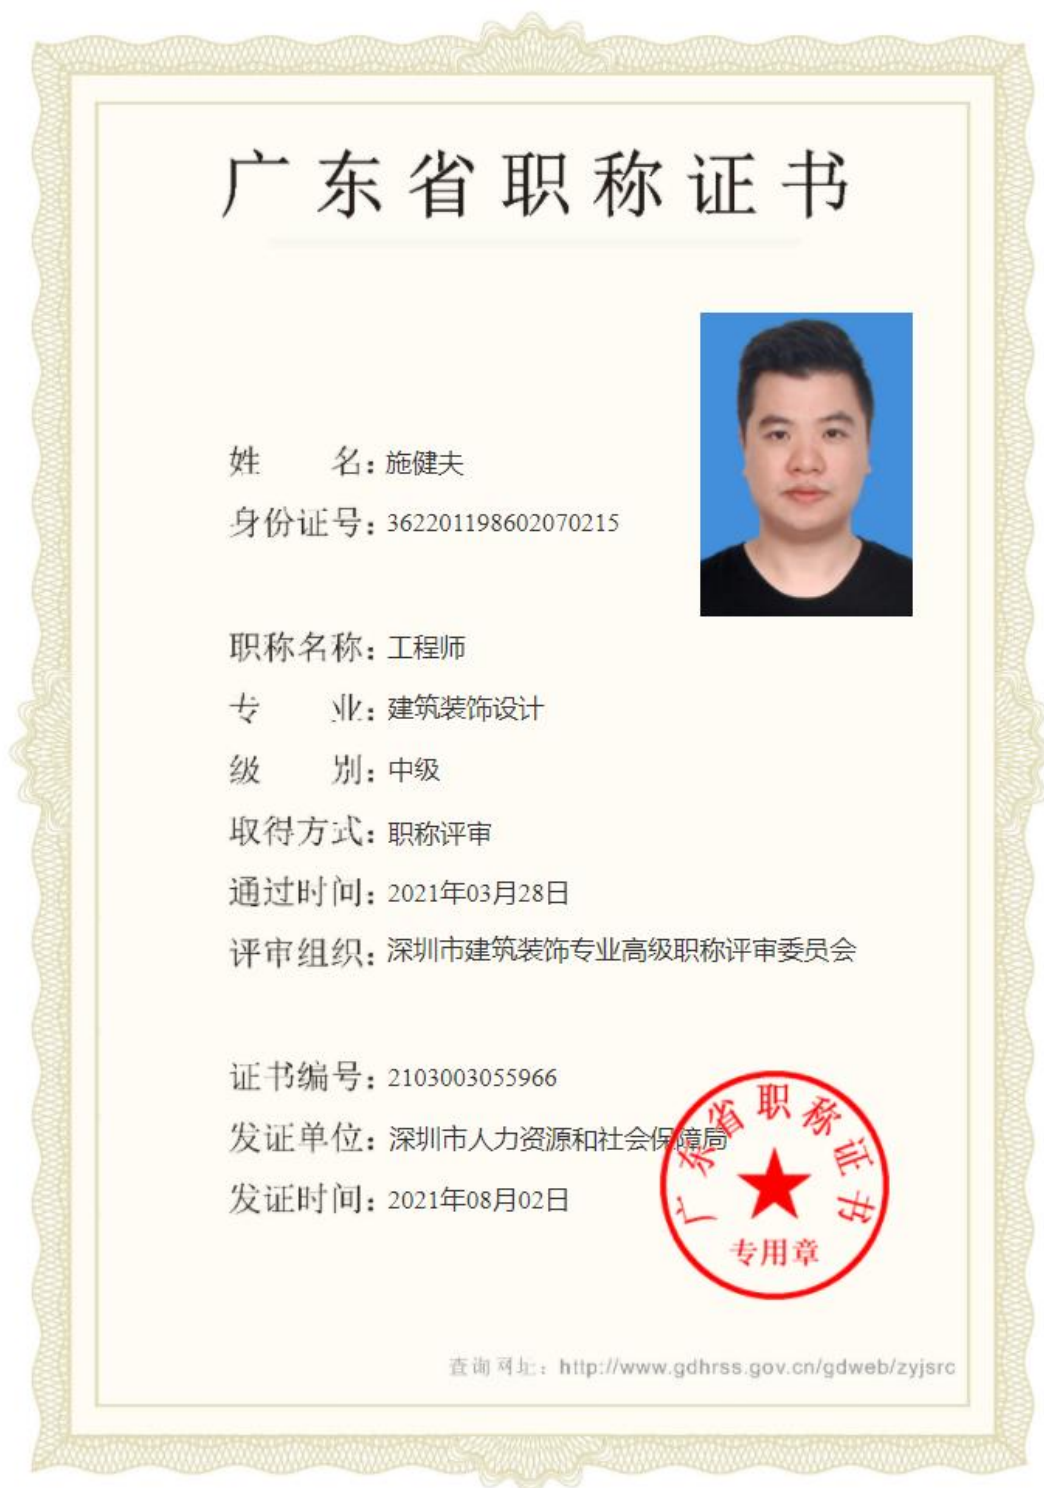 广东省职称证书
姓 名：施健夫
身份证号：362201198602070215
职称名称：工程师
专 业：建筑装饰设计
级 别：中级
取得方式：职称评审
通过时间：2021年03月28日
评审组织：深圳市建筑装饰专业高级职称评审委员会
证书编号：2103003055966
发证单位：深圳市人力资源和社会保障局
发证时间：2021年08月02日
广东省职称证书
专用章
查询网址：http://www.gdhrss.gov.cn/gdweb/zyjsrc